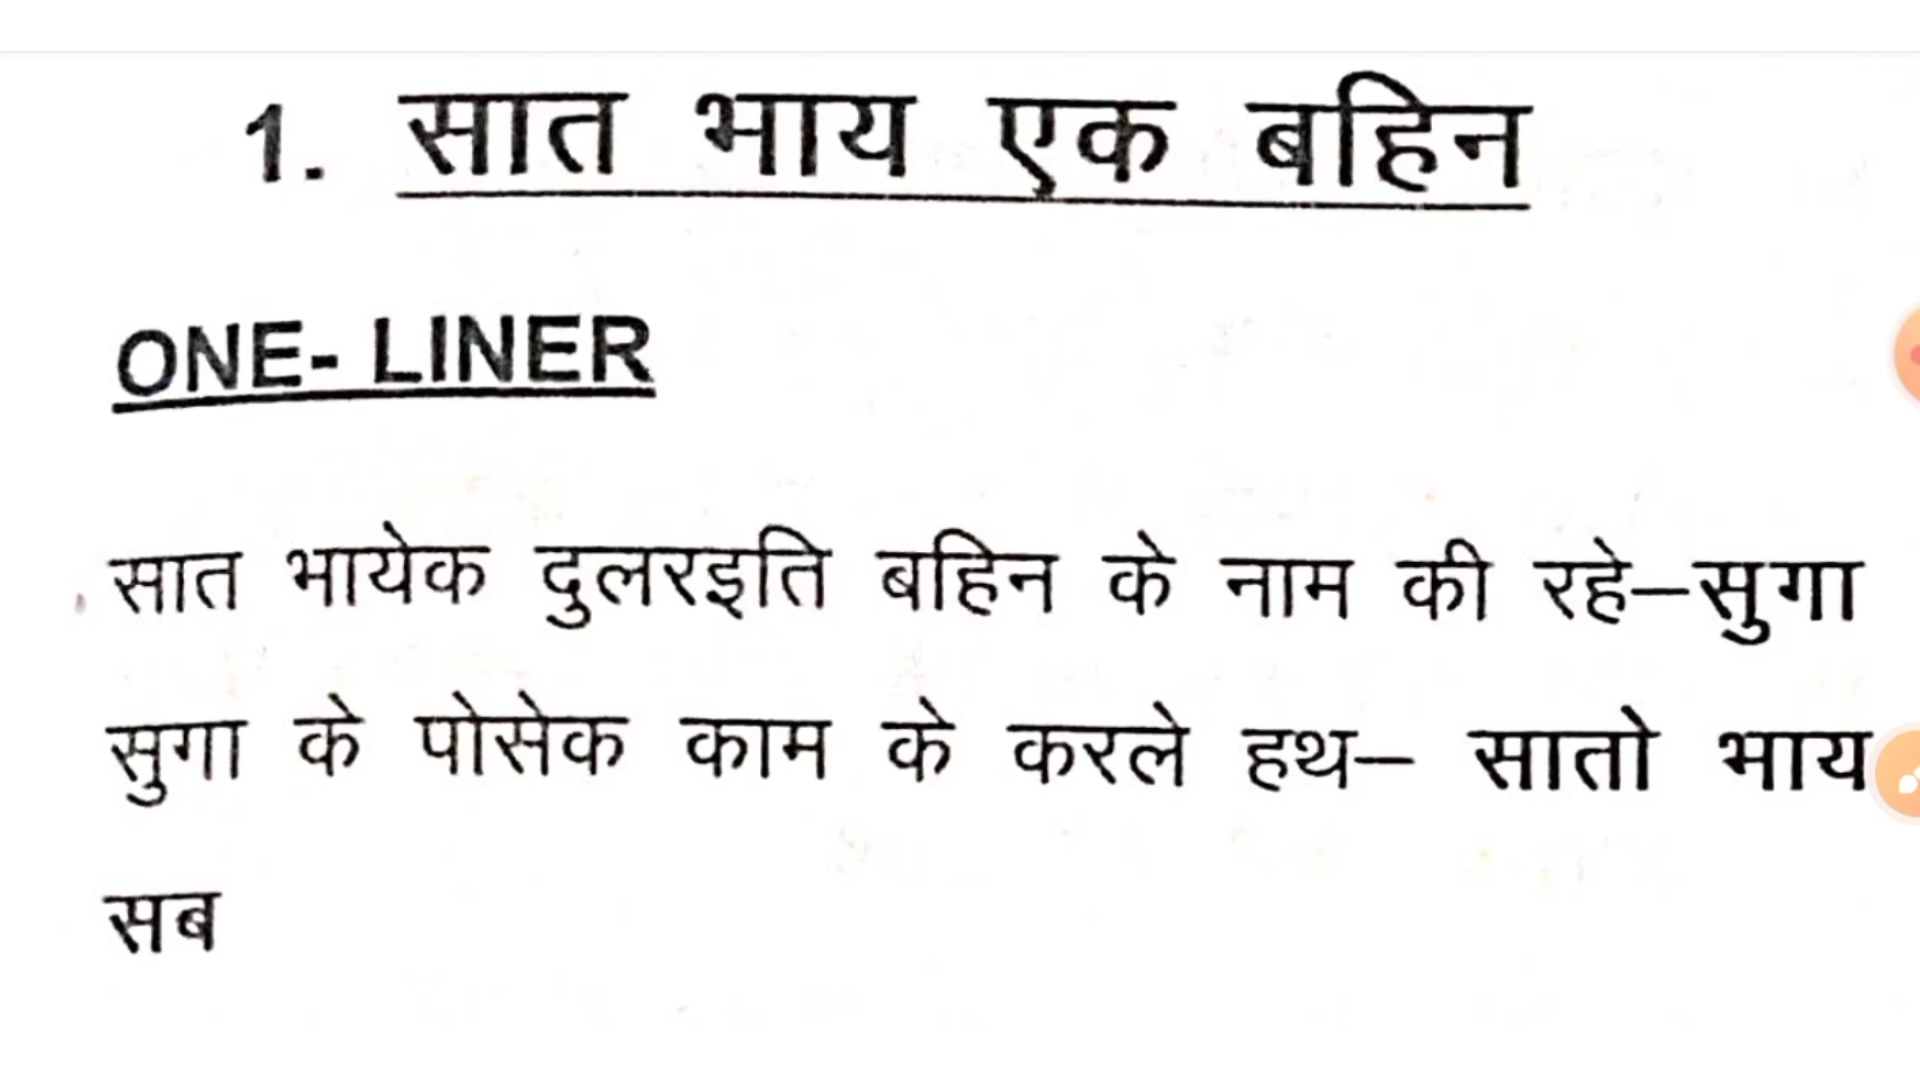 1. सात भाय एक बहिन
ONE- LINER
सात भायेक दुलरइति बहिन के नाम की रहे–सुगा
सुगा के पोसेक काम के करले हथ– सातो भाय
सब